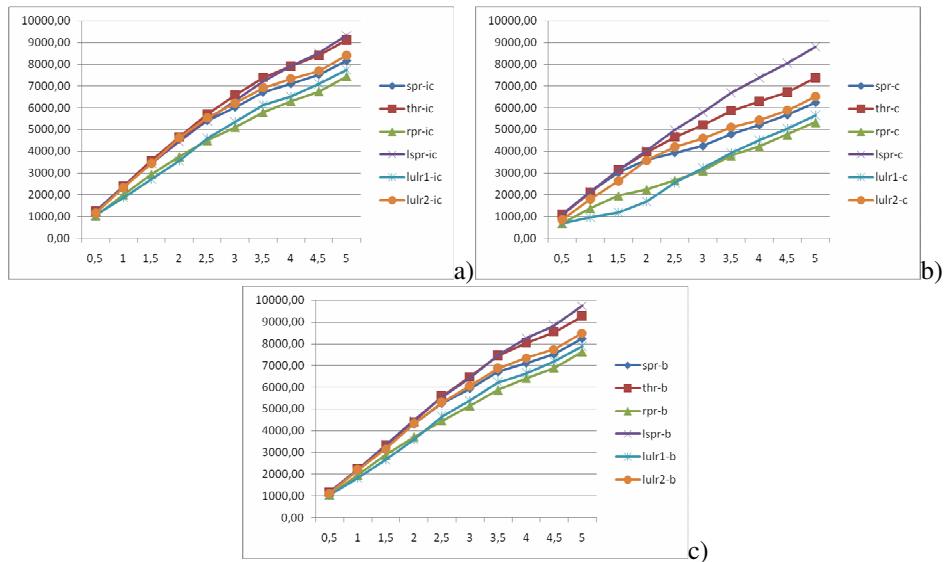 10000,00
9000,00
8000,00
7000,00
6000,00
5000,00
4000,00
3000,00
2000,00
1000,00
0,00
0,5 1 1,5 2 2,5 3 3,5 4 4,5 5
spr-ic
thr-ic
rpr-ic
lspr-ic
lulr1-ic
lulr2-ic
a)
10000,00
9000,00
8000,00
7000,00
6000,00
5000,00
4000,00
3000,00
2000,00
1000,00
0,00
0,5 1 1,5 2 2,5 3 3,5 4 4,5 5
spr-c
thr-c
rpr-c
lspr-c
lulr1-c
lulr2-c
b)
10000,00
9000,00
8000,00
7000,00
6000,00
5000,00
4000,00
3000,00
2000,00
1000,00
0,00
0,5 1 1,5 2 2,5 3 3,5 4 4,5 5
spr-b
thr-b
rpr-b
lspr-b
lulr1-b
lulr2-b
c)